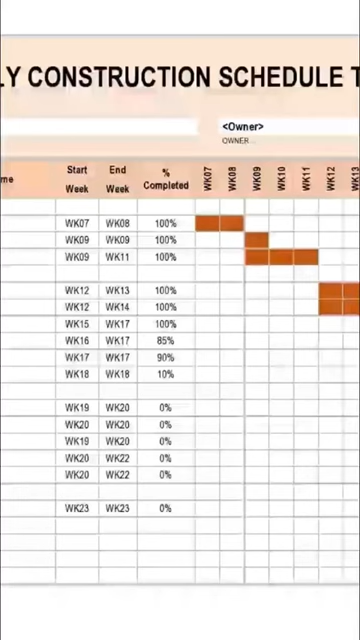 LY CONSTRUCTION SCHEDULE T
<Owner>
OWNER
me Start Week End Week % Completed WK07 WK08 WK09 WK10 WK11 WK12 WK13
WK07 WK08 100%
WK09 WK09 100%
WK09 WK11 100%
WK12 WK13 100%
WK12 WK14 100%
WK15 WK17 100%
WK16 WK17 85%
WK17 WK17 90%
WK18 WK18 10%
WK19 WK20 0%
WK20 WK20 0%
WK19 WK20 0%
WK20 WK22 0%
WK20 WK22 0%
WK23 WK23 0%